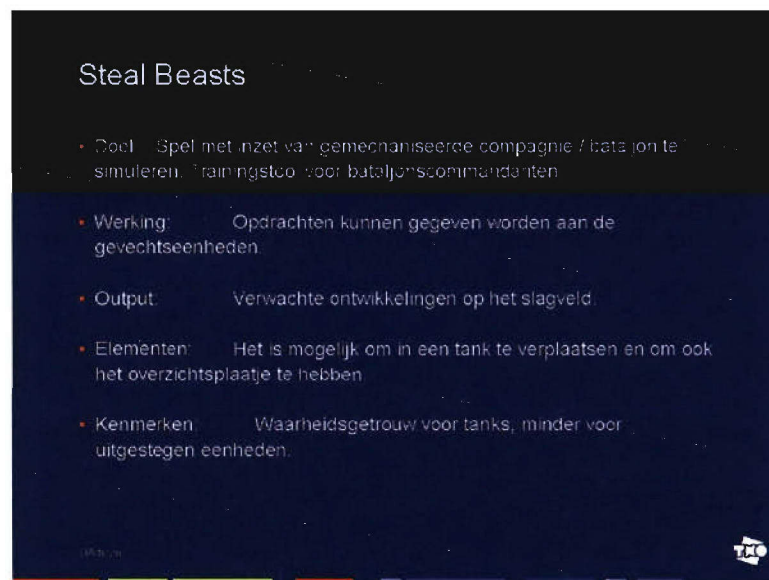 Steal Beasts
• Doel: Spel met inzet van gemechaniseerde compagnie / bataljon te
simuleren. Trainingstool voor bataljonscommandanten
• Werking: Opdrachten kunnen gegeven worden aan de
gevechtseenheden.
• Output: Verwachte ontwikkelingen op het slagveld.
• Elementen: Het is mogelijk om in een tank te verplaatsen en om ook
het overzichtsplaatje te hebben
• Kenmerken: Waarheidsgetrouw voor tanks, minder voor
uitgestegen eenheden.
TNO